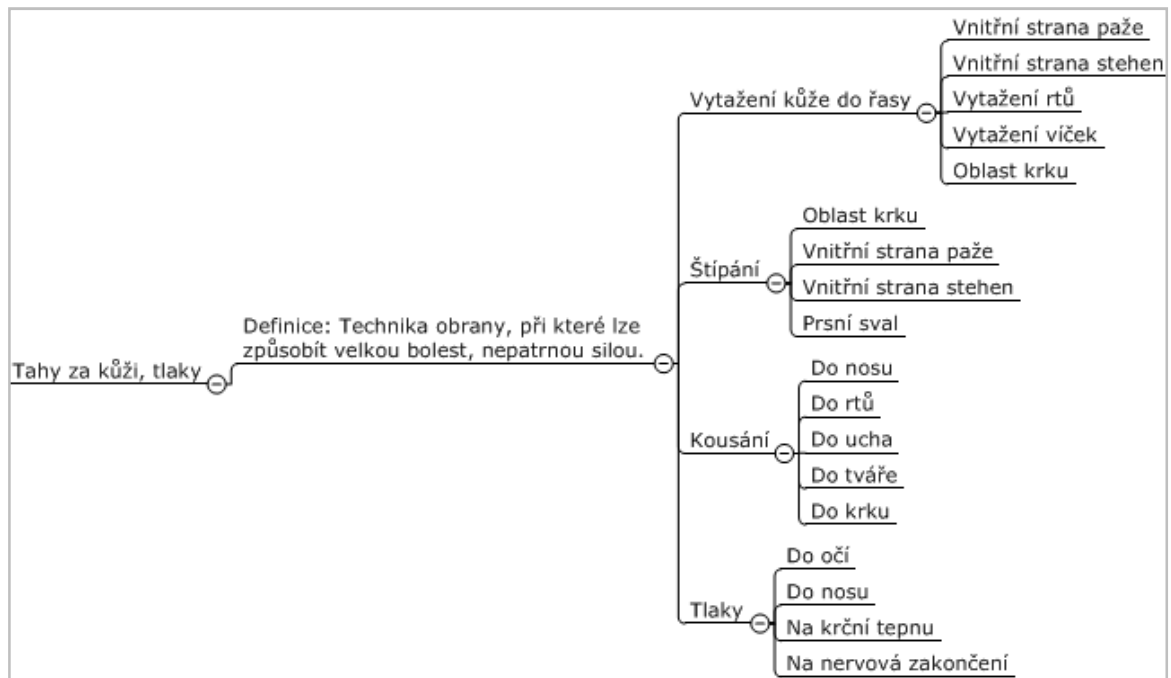 Tahy za kůži, tlaky
Definice: Technika obrany, při které lze
způsobít velkou bolest, nepatrnou silou.
Vytažení kůže do řasy
Vnitřní strana paže
Vnitřní strana stehen
Vytažení rtů
Vytažení víček
Oblast krku
Štípání
Oblast krku
Vnitřní strana paže
Vnitřní strana stehen
Prsní sval
Kousání
Do nosu
Do rtů
Do ucha
Do tváře
Do krku
Tlaky
Do očí
Do nosu
Na krční tepnu
Na nervová zakončení